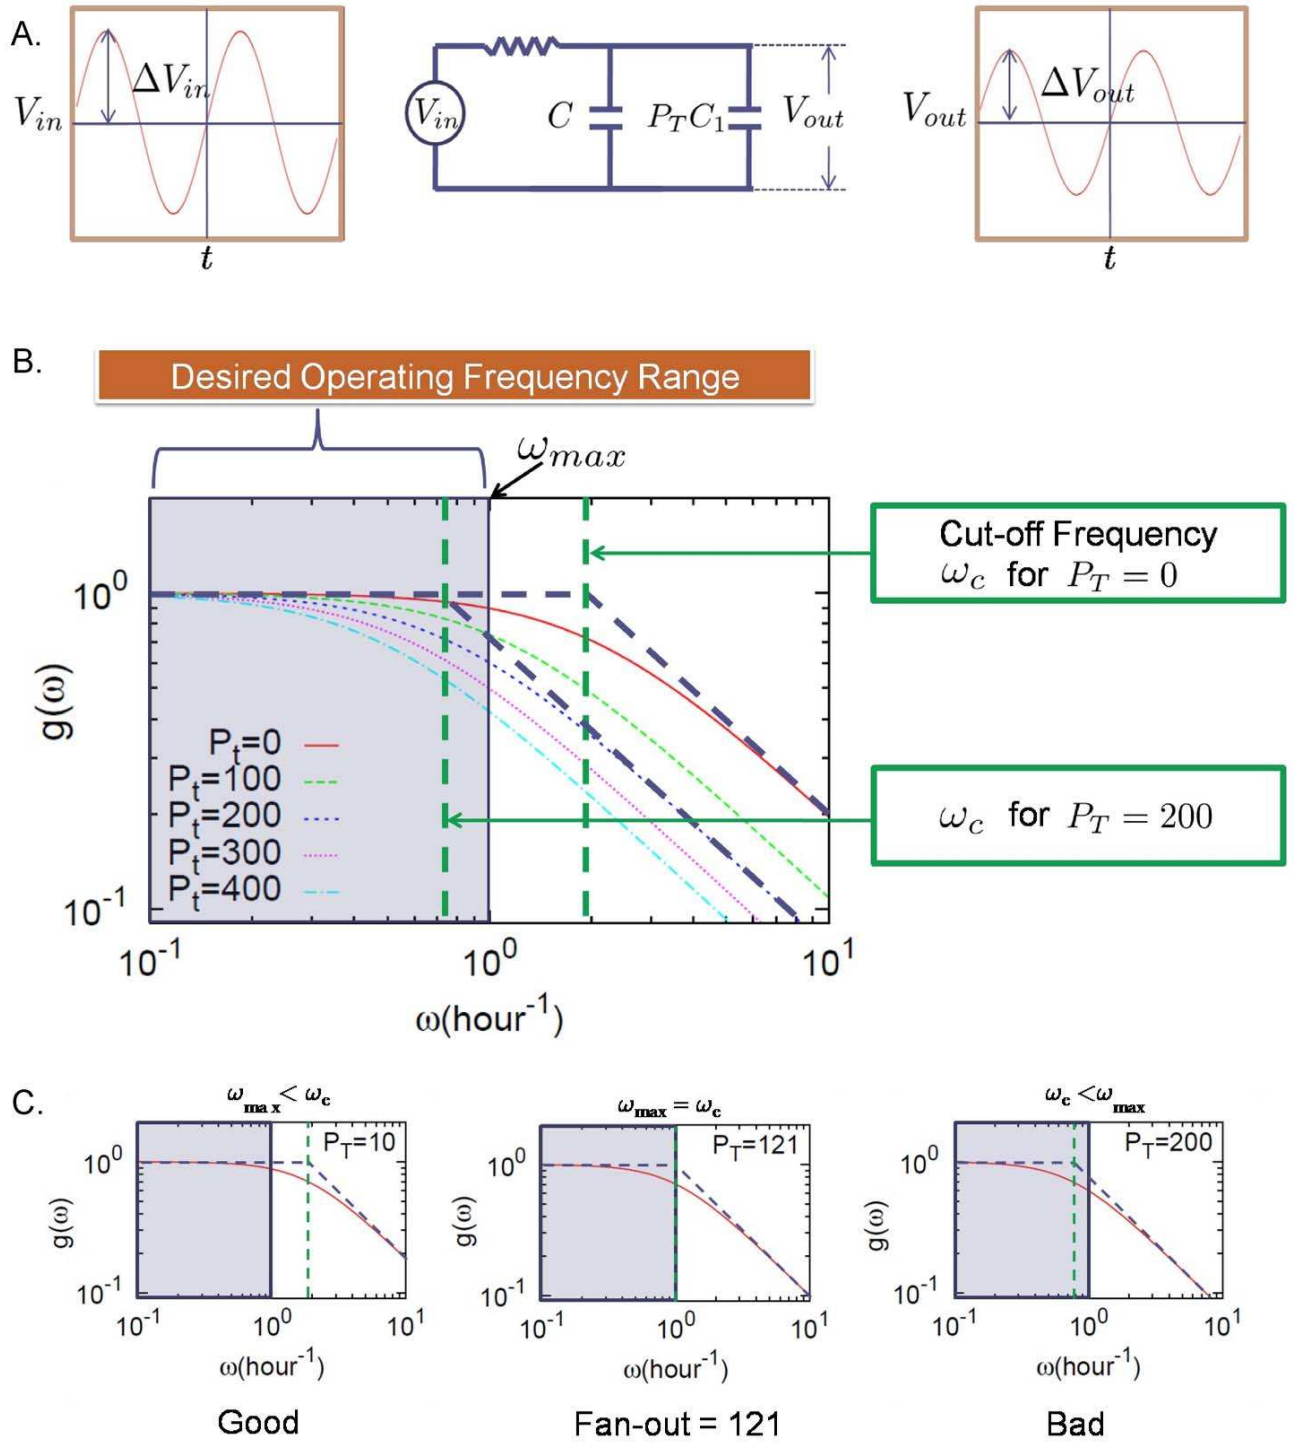 A.
V_in
ΔV_in
t
V_in
C
P_T C_1
V_out
V_out
ΔV_out
t
B.
Desired Operating Frequency Range
ω_max
Cut-off Frequency
ω_c for P_T = 0
ω_c for P_T = 200
g(ω)
10^0
10^-1
P_t=0
P_t=100
P_t=200
P_t=300
P_t=400
10^-1 10^0 10^1
ω(hour^-1)
C.
ω_max < ω_c
P_T=10
g(ω)
10^0
10^-1
10^-1 10^0 10^1
ω(hour^-1)
Good
ω_max = ω_c
P_T=121
g(ω)
10^0
10^-1
10^-1 10^0 10^1
ω(hour^-1)
Fan-out = 121
ω_c < ω_max
P_T=200
g(ω)
10^0
10^-1
10^-1 10^0 10^1
ω(hour^-1)
Bad